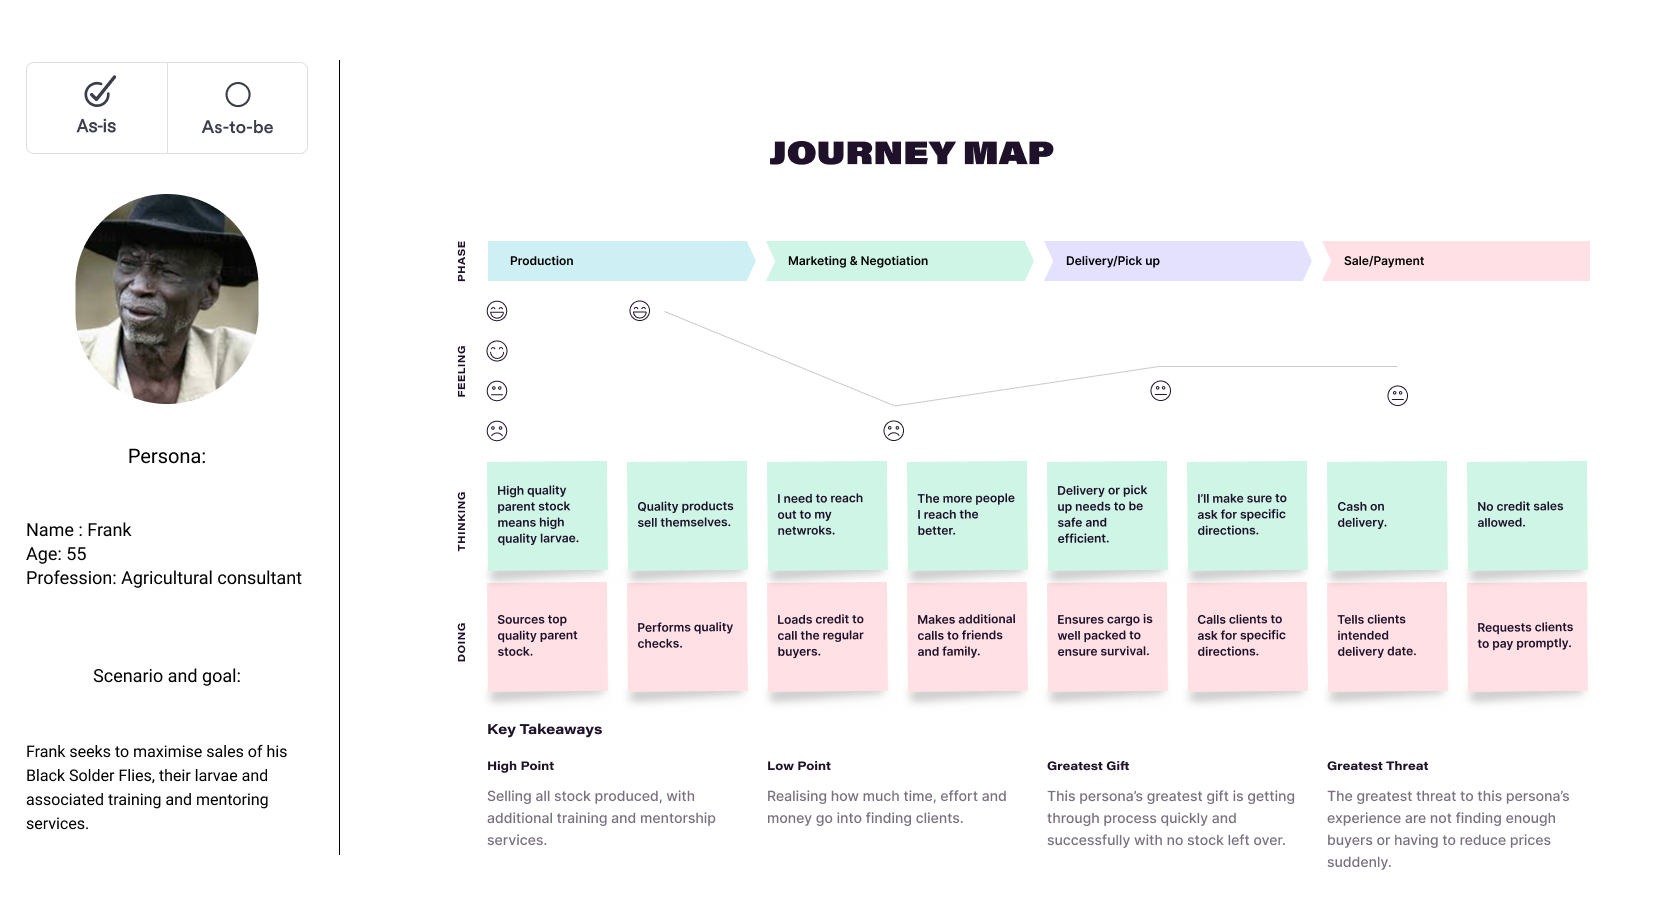 As-is
As-to-be
Persona:
Name : Frank
Age: 55
Profession: Agricultural consultant
Scenario and goal:
Frank seeks to maximise sales of his
Black Solder Flies, their larvae and
associated training and mentoring
services.
JOURNEY MAP
PHASE
Production
Marketing & Negotiation
Delivery/Pick up
Sale/Payment
FEELING
THINKING
High quality
parent stock
means high
quality larvae.
Quality products
sell themselves.
I need to reach
out to my
netwroks.
The more people
I reach the
better.
Delivery or pick
up needs to be
safe and
efficient.
I'll make sure to
ask for specific
directions.
Cash on
delivery.
No credit sales
allowed.
DOING
Sources top
quality parent
stock.
Performs quality
checks.
Loads credit to
call the regular
buyers.
Makes additional
calls to friends
and family.
Ensures cargo is
well packed to
ensure survival.
Calls clients to
ask for specific
directions.
Tells clients
intended
delivery date.
Requests clients
to pay promptly.
Key Takeaways
High Point
Selling all stock produced, with
additional training and mentorship
services.
Low Point
Realising how much time, effort and
money go into finding clients.
Greatest Gift
This persona's greatest gift is getting
through process quickly and
successfully with no stock left over.
Greatest Threat
The greatest threat to this persona's
experience are not finding enough
buyers or having to reduce prices
suddenly.